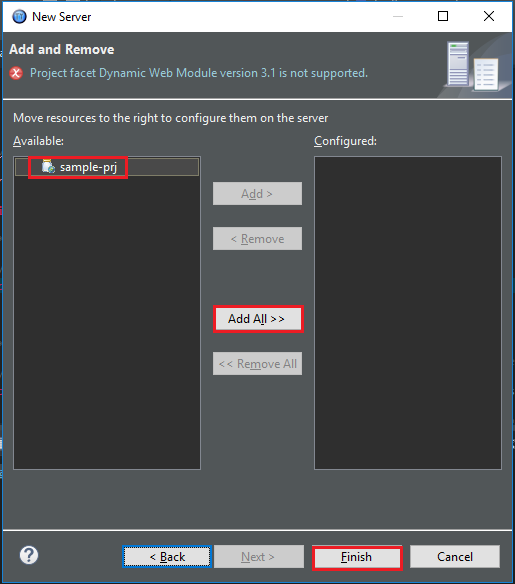 New Server
Add and Remove
Project facet Dynamic Web Module version 3.1 is not supported.
Move resources to the right to configure them on the server
Available:
Configured:
sample-prj
Add >
< Remove
Add All >>
<< Remove All
?
< Back
Next >
Finish
Cancel